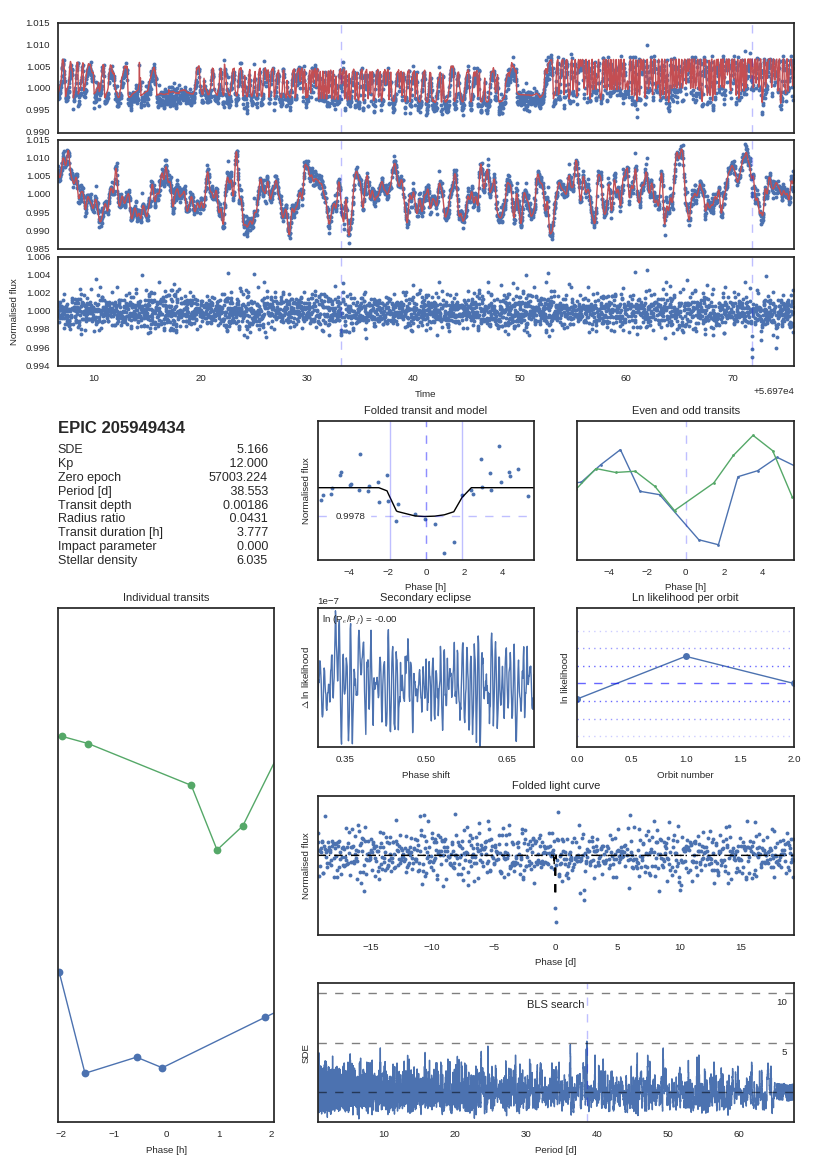 1.015
1.010
1.005
1.000
0.995
0.990
1.015
1.010
1.005
1.000
0.995
0.990
0.985
1.006
1.004
1.002
1.000
0.998
0.996
0.994
Normalised flux
10 20 30 40 50 60 70
Time
+5.697e4
EPIC 205949434
SDE 5.166
Kp 12.000
Zero epoch 57003.224
Period [d] 38.553
Transit depth 0.00186
Radius ratio 0.0431
Transit duration [h] 3.777
Impact parameter 0.000
Stellar density 6.035
Folded transit and model
Normalised flux
0.9978
−4 −2 0 2 4
Phase [h]
Even and odd transits
−4 −2 0 2 4
Phase [h]
Individual transits
−2 −1 0 1 2
Phase [h]
Secondary eclipse
1e−7
Δ ln likelihood
0.35 0.50 0.65
Phase shift
Ln likelihood per orbit
ln likelihood
0.0 0.5 1.0 1.5 2.0
Orbit number
Folded light curve
Normalised flux
−15 −10 −5 0 5 10 15
Phase [d]
BLS search
10
5
SDE
10 20 30 40 50 60
Period [d]